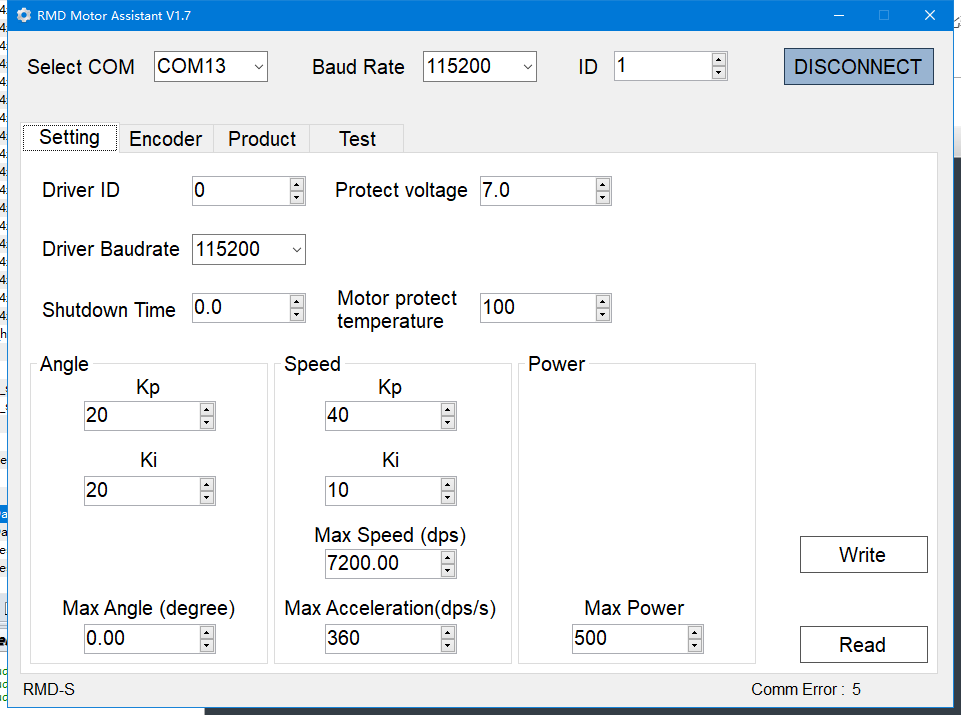 RMD Motor Assistant V1.7
Select COM COM13 Baud Rate 115200 ID 1 DISCONNECT
Setting Encoder Product Test
Driver ID 0 Protect voltage 7.0
Driver Baudrate 115200
Shutdown Time 0.0 Motor protect temperature 100
Angle Speed Power
Kp Kp
20 40
Ki Ki
20 10
Max Speed (dps)
7200.00
Write
Max Angle (degree) Max Acceleration(dps/s) Max Power
0.00 360 500
Read
RMD-S Comm Error : 5